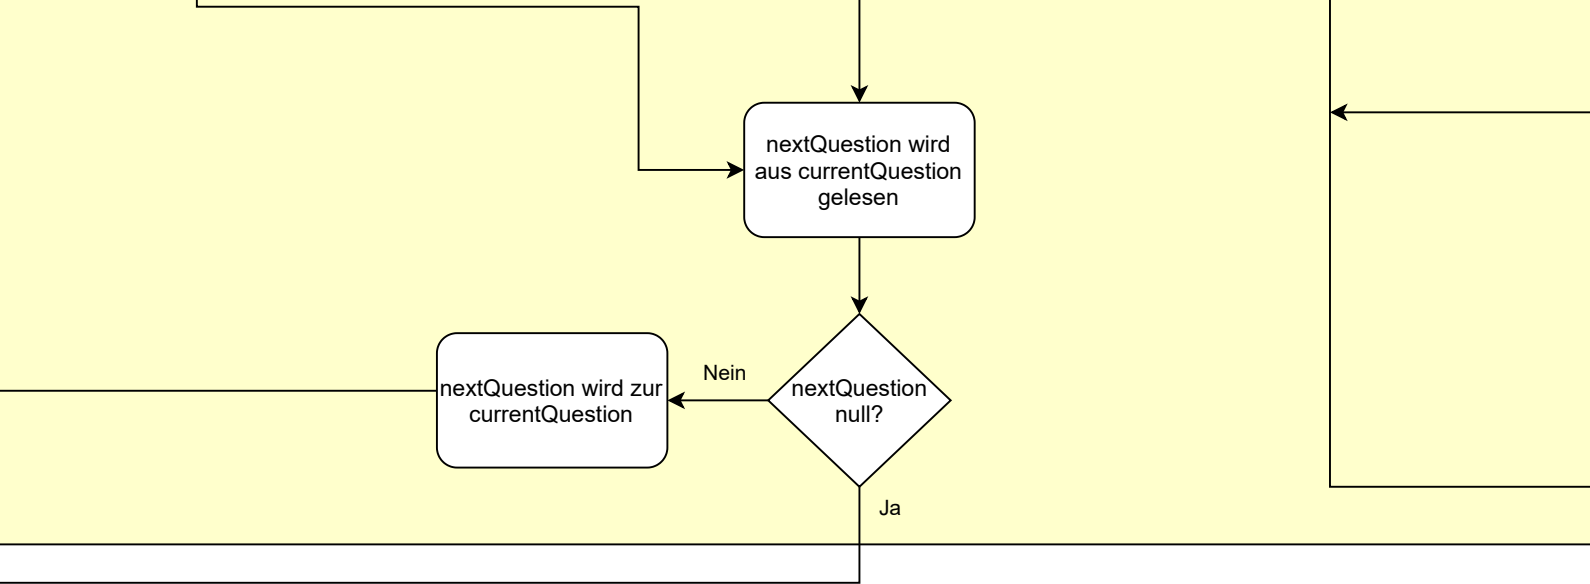 nextQuestion wird
aus currentQuestion
gelesen
Nein
nextQuestion wird zur
currentQuestion
nextQuestion
null?
Ja